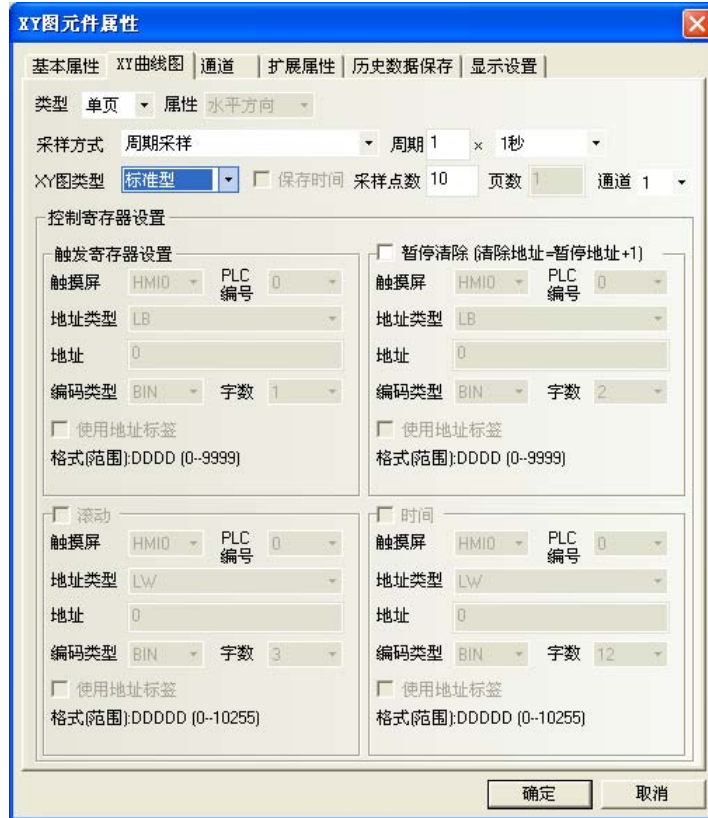 XY图元件属性
基本属性 XY曲线图 通道 扩展属性 历史数据保存 显示设置
类型 单页 属性 水平方向
采样方式 周期采样 周期 1 × 1秒
XY图类型 标准型 保存时间 采样点数 10 页数 1 通道 1
控制寄存器设置
触发寄存器设置
触摸屏 HMI0 PLC编号 0
地址类型 LB
地址 0
编码类型 BIN 字数 1
使用地址标签
格式(范围):DDDD (0--9999)
暂停清除 (清除地址=暂停地址+1)
触摸屏 HMI0 PLC编号 0
地址类型 LB
地址 0
编码类型 BIN 字数 2
使用地址标签
格式(范围):DDDD (0--9999)
滚动
触摸屏 HMI0 PLC编号 0
地址类型 LW
地址 0
编码类型 BIN 字数 3
使用地址标签
格式(范围):DDDDD (0--10255)
时间
触摸屏 HMI0 PLC编号 0
地址类型 LW
地址 0
编码类型 BIN 字数 12
使用地址标签
格式(范围):DDDDD (0--10255)
确定 取消